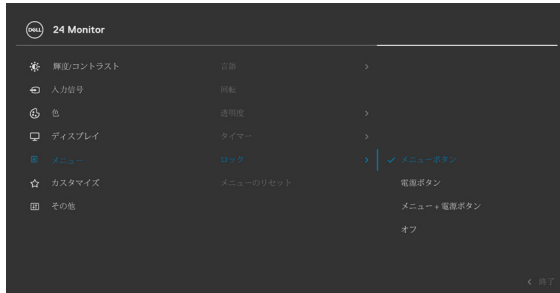 DELL
24 Monitor
輝度/コントラスト
入力信号
色
ディスプレイ
メニュー
カスタマイズ
その他
言語
回転
透明度
タイマー
ロック
メニューのリセット
メニューボタン
電源ボタン
メニュー + 電源ボタン
オフ
終了